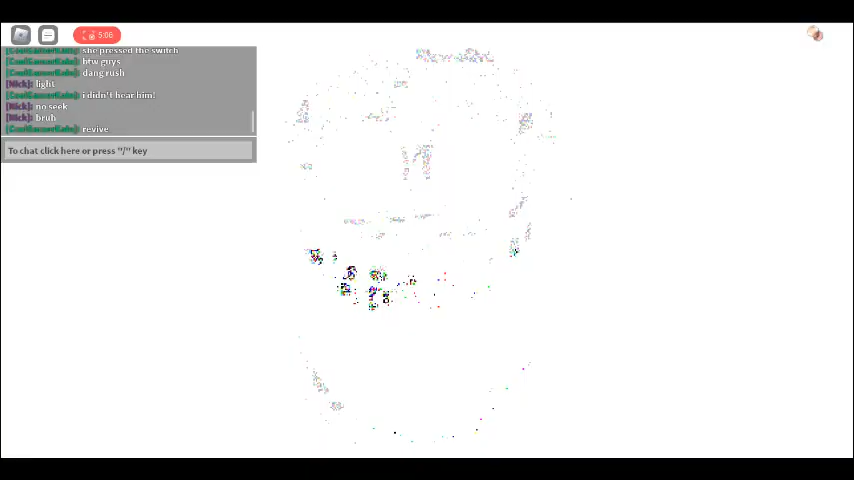 5:06
she pressed the switch
btw guys
dang rush
[Nick]: light
i didn't hear him!
[Nick]: no seek
[Nick]: bruh
revive
To chat click here or press "/" key